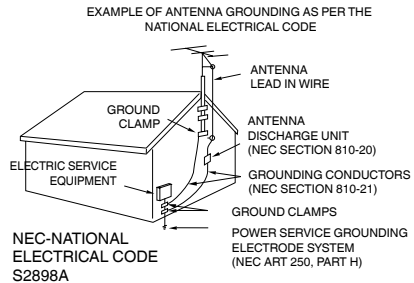 EXAMPLE OF ANTENNA GROUNDING AS PER THE
NATIONAL ELECTRICAL CODE
ANTENNA
LEAD IN WIRE
GROUND
CLAMP
ANTENNA
DISCHARGE UNIT
(NEC SECTION 810-20)
ELECTRIC SERVICE
EQUIPMENT
GROUNDING CONDUCTORS
(NEC SECTION 810-21)
GROUND CLAMPS
POWER SERVICE GROUNDING
ELECTRODE SYSTEM
(NEC ART 250, PART H)
NEC-NATIONAL
ELECTRICAL CODE
S2898A